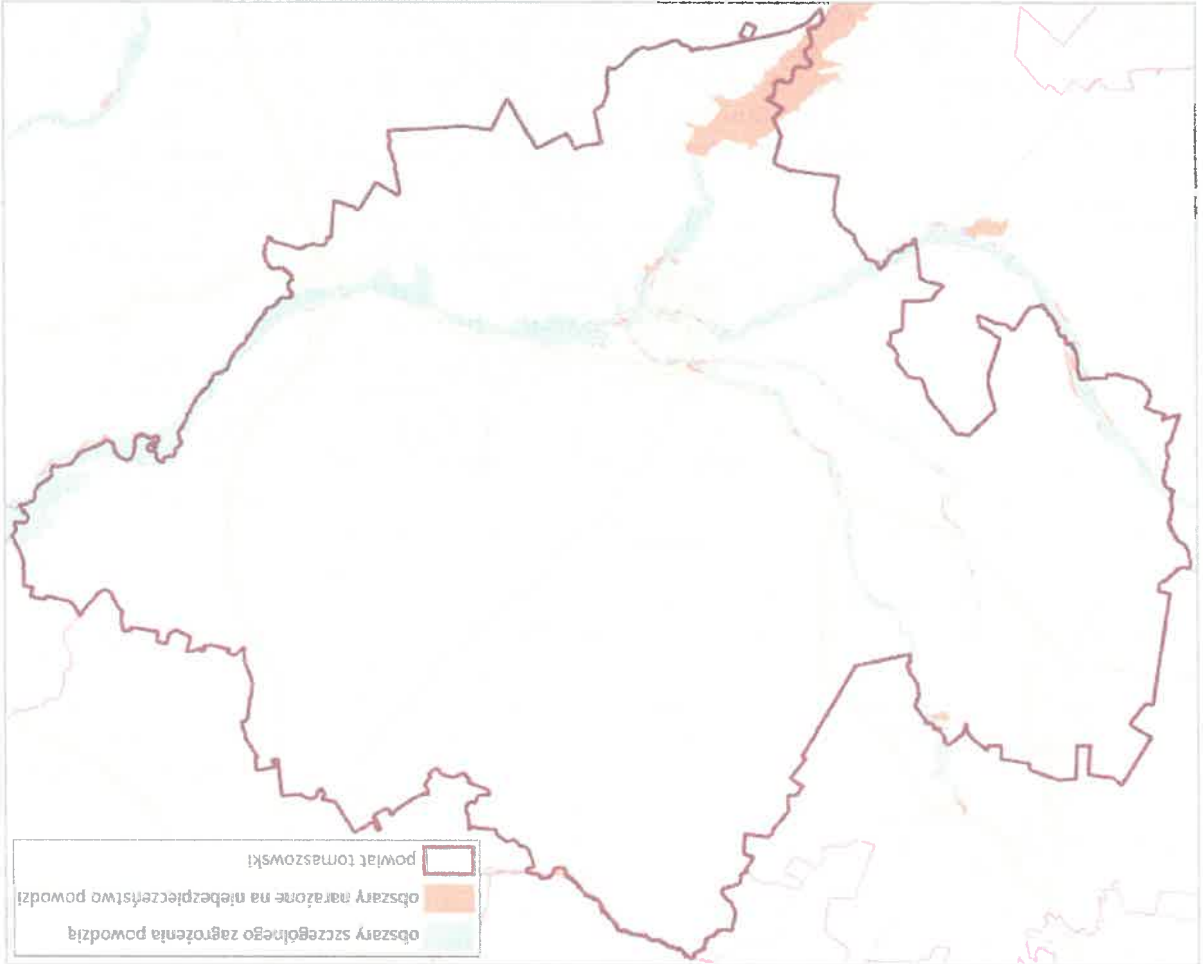 obszary szczególnego zagrożenia powodzią
obszary narażone na niebezpieczeństwo powodzi
powiat tomaszowski